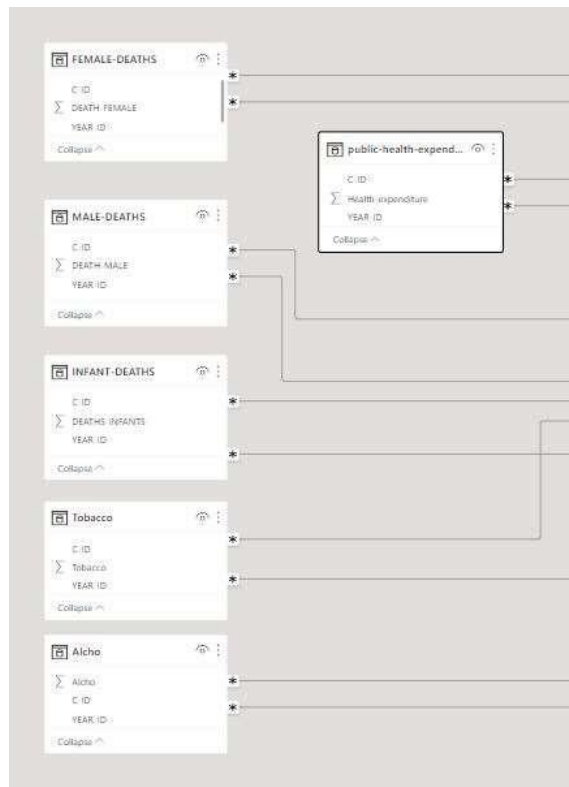 FEMALE-DEATHS
C ID
∑ DEATH FEMALE
YEAR ID
Collapse
public-health-expend...
C ID
∑ Health expenditure
YEAR ID
Collapse
MALE-DEATHS
C ID
∑ DEATH MALE
YEAR ID
Collapse
INFANT-DEATHS
C ID
∑ DEATHS INFANTS
YEAR ID
Collapse
Tobacco
C ID
∑ Tobacco
YEAR ID
Collapse
Alcho
∑ Alcho
C ID
YEAR ID
Collapse